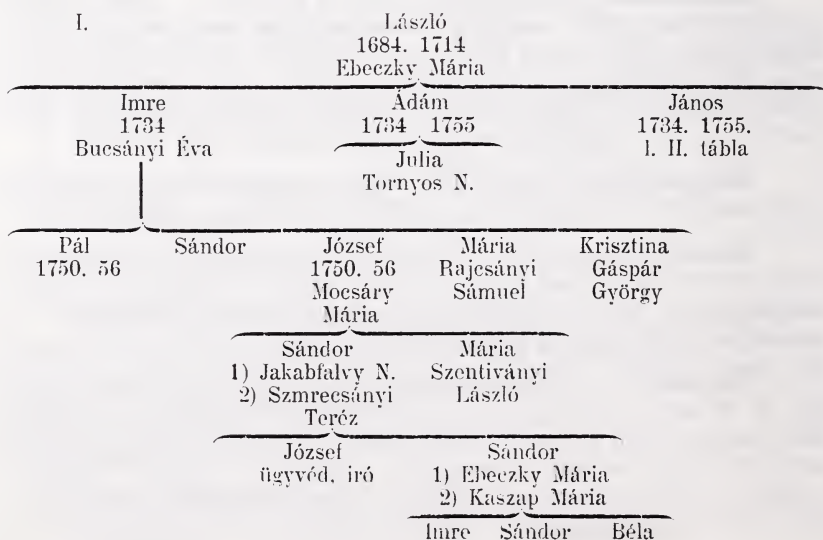 I. László
1684. 1714
Ebeczky Mária
Imre Ádám János
1734 1734 1755 1734. 1755.
Bucsányi Éva l. II. tábla
Julia
Tornyos N.
Pál Sándor József Mária Krisztina
1750. 56 1750. 56 Rajcsányi Gáspár
Mocsáry Sámuel György
Mária
Sándor Mária
1) Jakabfalvy N. Szentiványi
2) Szmrecsányi László
Teréz
József Sándor
ügyvéd, iró 1) Ebeczky Mária
2) Kaszap Mária
Imre Sándor Béla